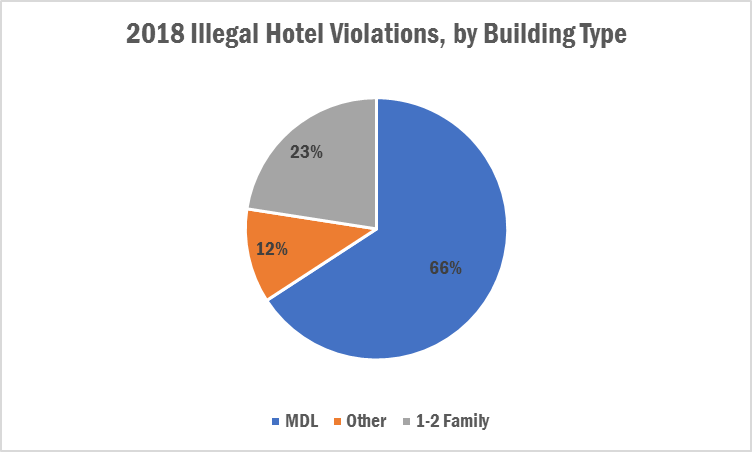 2018 Illegal Hotel Violations, by Building Type
23%
12%
66%
MDL Other 1-2 Family